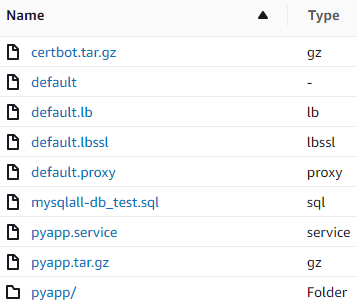 Name Type
certbot.tar.gz gz
default -
default.lb lb
default.lbssl lbssl
default.proxy proxy
mysqlall-db_test.sql sql
pyapp.service service
pyapp.tar.gz gz
pyapp/ Folder